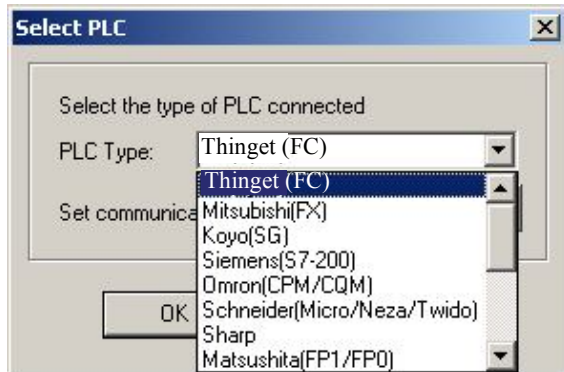 Select PLC
Select the type of PLC connected
PLC Type: Thinget (FC)
Thinget (FC)
Set communica
Mitsubishi(FX)
Koyo(SG)
Siemens(S7-200)
Omron(CPM/CQM)
OK
Schneider(Micro/Neza/Twido)
Sharp
Matsushita(FP1/FP0)